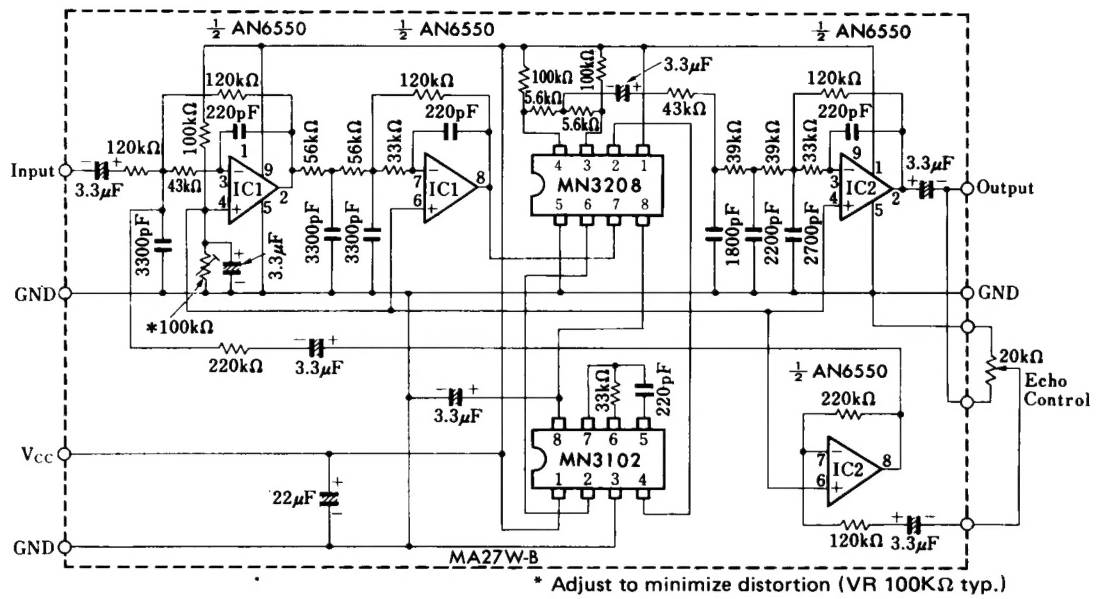 ½ AN6550
½ AN6550
½ AN6550
120kΩ
220pF
100kΩ
1
9
120kΩ
43kΩ
3
−
IC1
2
4
+
5
Input
− +
3.3μF
3300pF
+
3.3μF
−
*100kΩ
56kΩ
56kΩ
33kΩ
3300pF
3300pF
120kΩ
220pF
7
−
IC1
8
6
+
100kΩ
100kΩ
5.6kΩ
5.6kΩ
− +
3.3μF
43kΩ
4 3 2 1
MN3208
5 6 7 8
39kΩ
39kΩ
33kΩ
1800pF
2200pF
2700pF
120kΩ
220pF
9
1
3
−
IC2
2
4
+
5
3.3μF
+ −
Output
GND
GND
220kΩ
− +
3.3μF
− +
3.3μF
33kΩ
220pF
8 7 6 5
MN3102
1 2 3 4
½ AN6550
220kΩ
7
−
IC2
8
6
+
120kΩ
+ −
3.3μF
20kΩ
Echo
Control
VCC
22μF
+
−
GND
MA27W-B
* Adjust to minimize distortion (VR 100KΩ typ.)